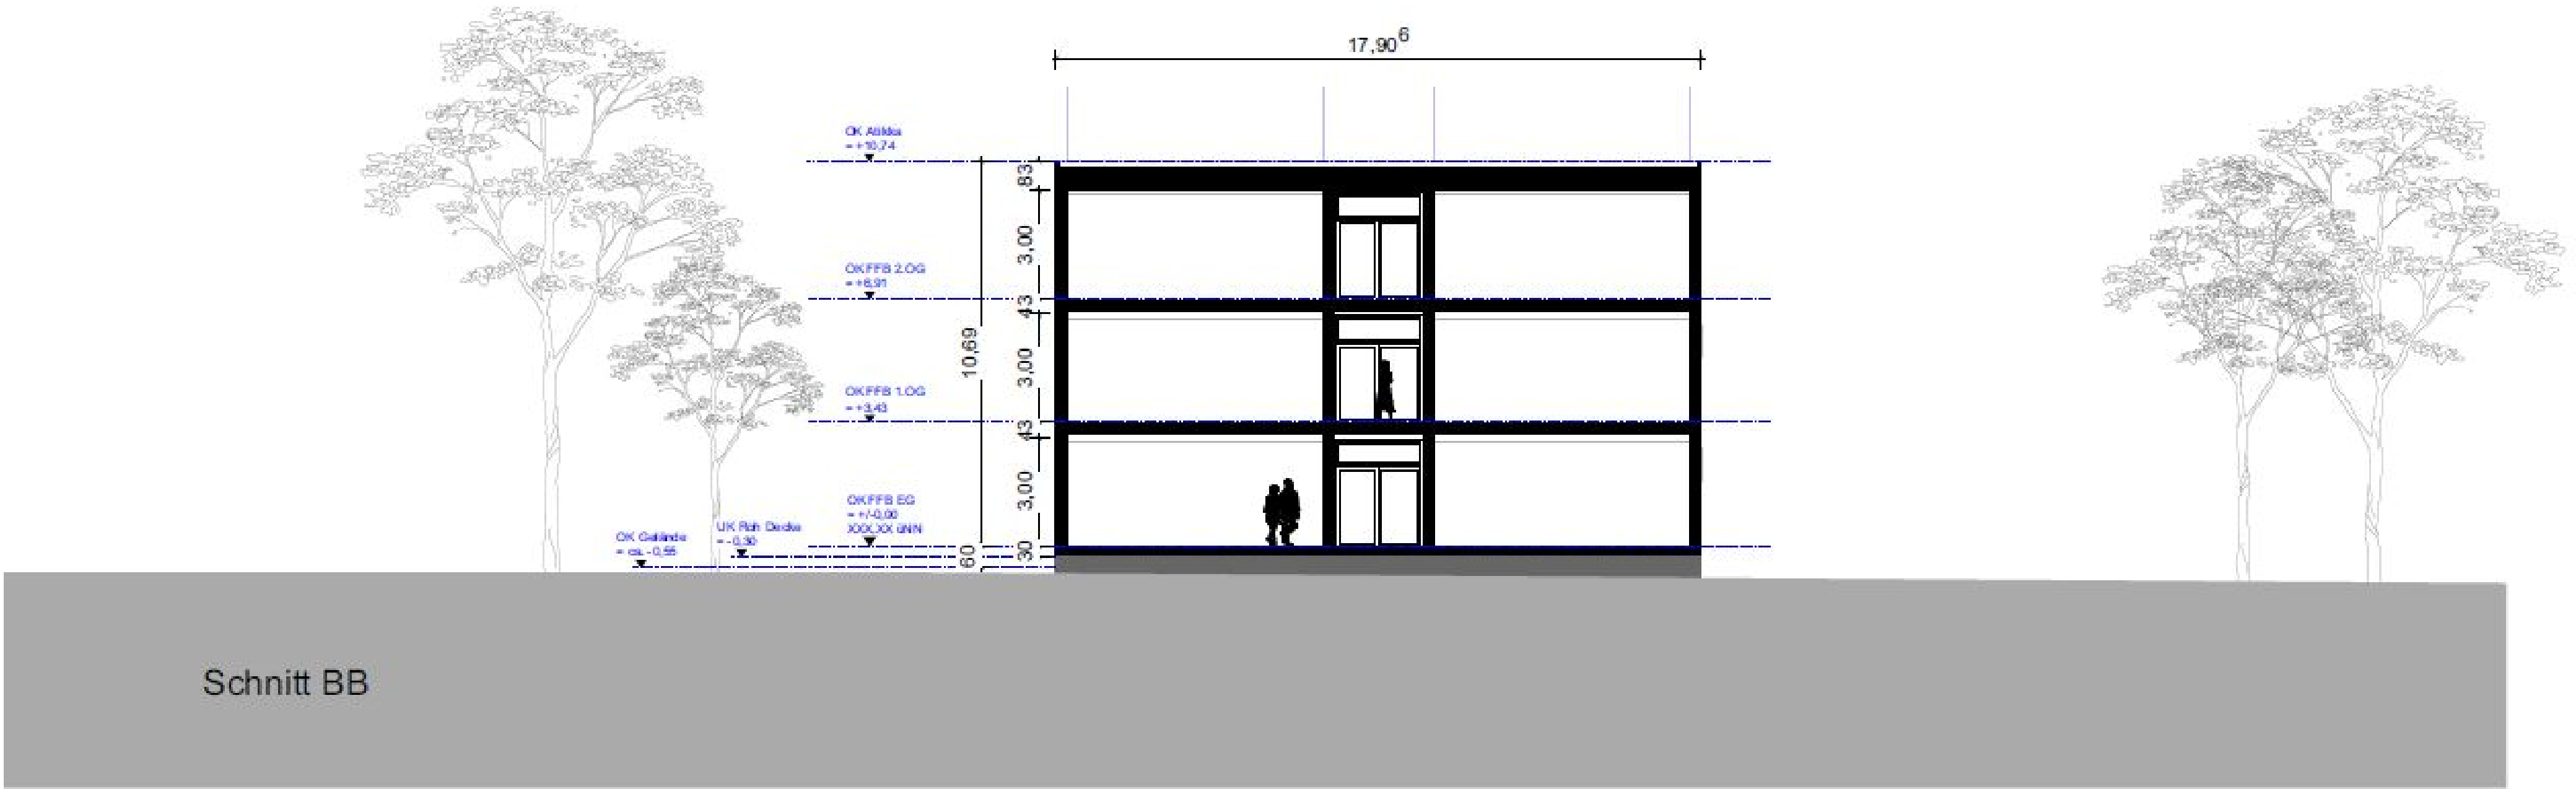 17,90⁶
OK Attikka
= +10,74
83
3,00
OKFFB 2.OG
= +6,91
43
10,69
3,00
OKFFB 1.OG
= +3,43
43
3,00
OKFFB EG
= +/-0,00
XXX,XX üNN
UK Roh Decke
= -0,30
OK Gelände
= ca. -0,55
60
30
Schnitt BB